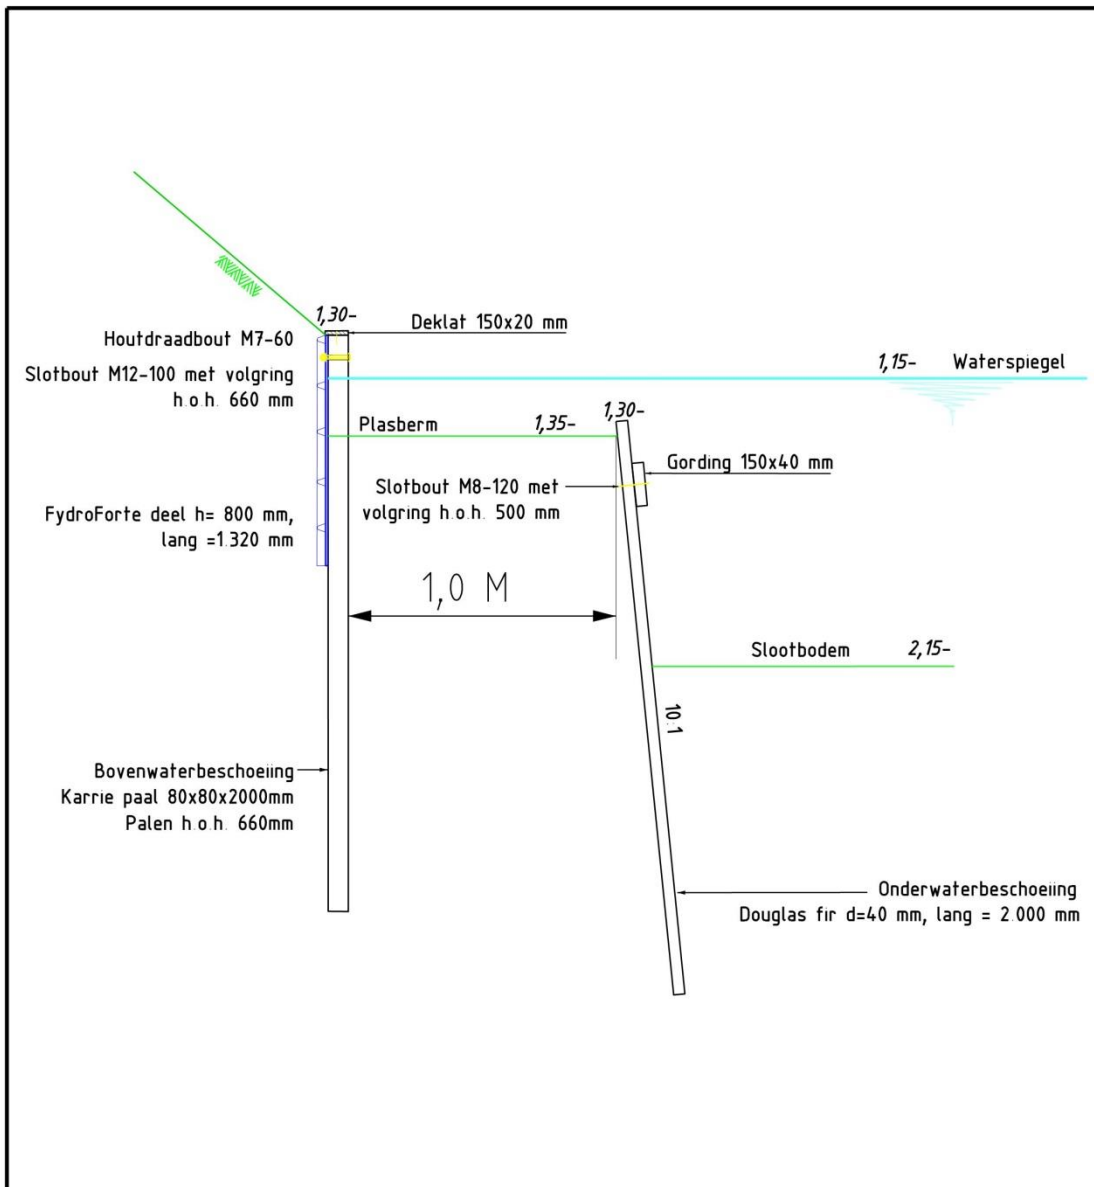 1,30-
Deklat 150x20 mm
Houtdraadbout M7-60
Slotbout M12-100 met volgring
h.o.h. 660 mm
1,15-
Waterspiegel
Plasberm
1,35-
1,30-
Gording 150x40 mm
Slotbout M8-120 met
volgring h.o.h. 500 mm
FydroForte deel h= 800 mm,
lang =1.320 mm
1,0 M
Slootbodem
2,15-
10:1
Bovenwaterbeschoeiing
Karrie paal 80x80x2000mm
Palen h.o.h. 660mm
Onderwaterbeschoeiing
Douglas fir d=40 mm, lang = 2.000 mm